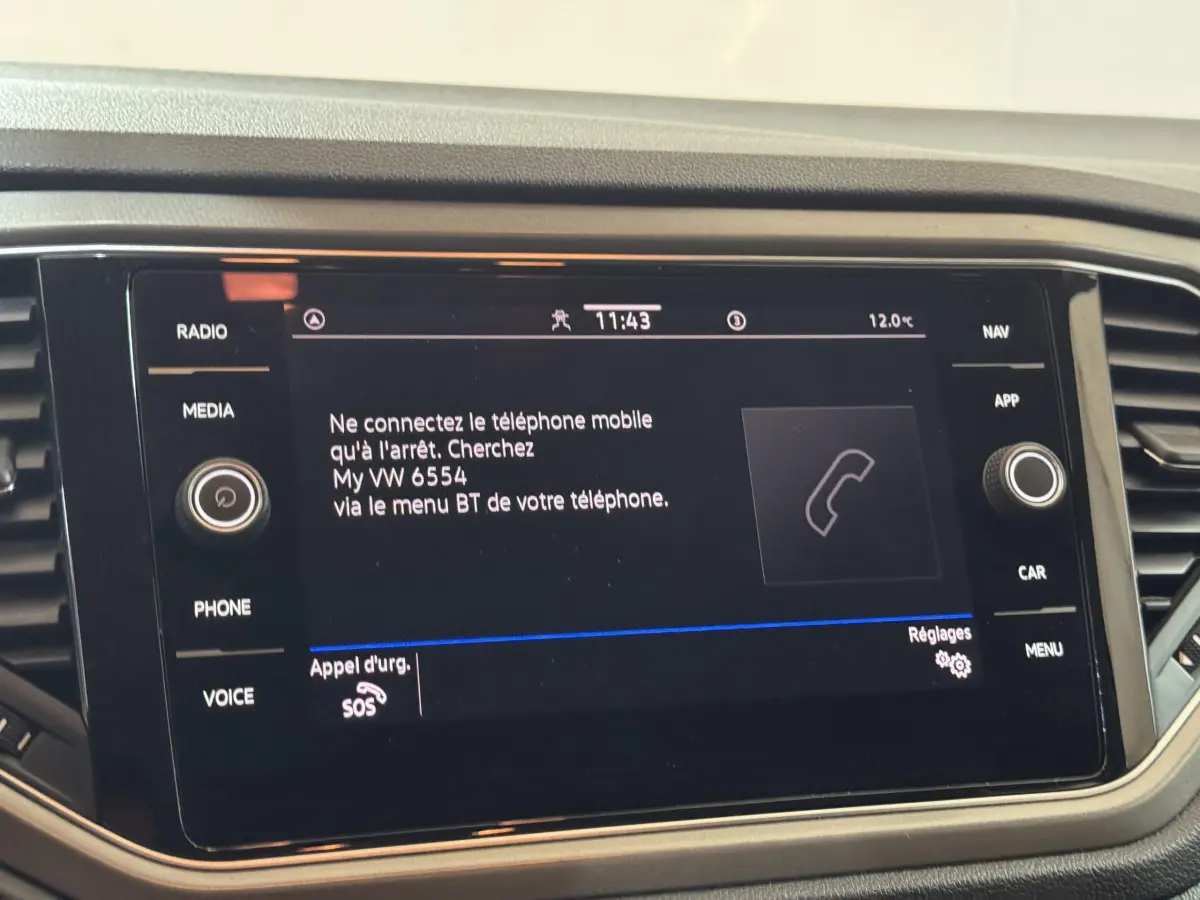 RADIO
MEDIA
PHONE
VOICE
11:43
3
12.0°C
Ne connectez le téléphone mobile
qu'à l'arrêt. Cherchez
My VW 6554
via le menu BT de votre téléphone.
Appel d'urg.
SOS
Réglages
NAV
APP
CAR
MENU